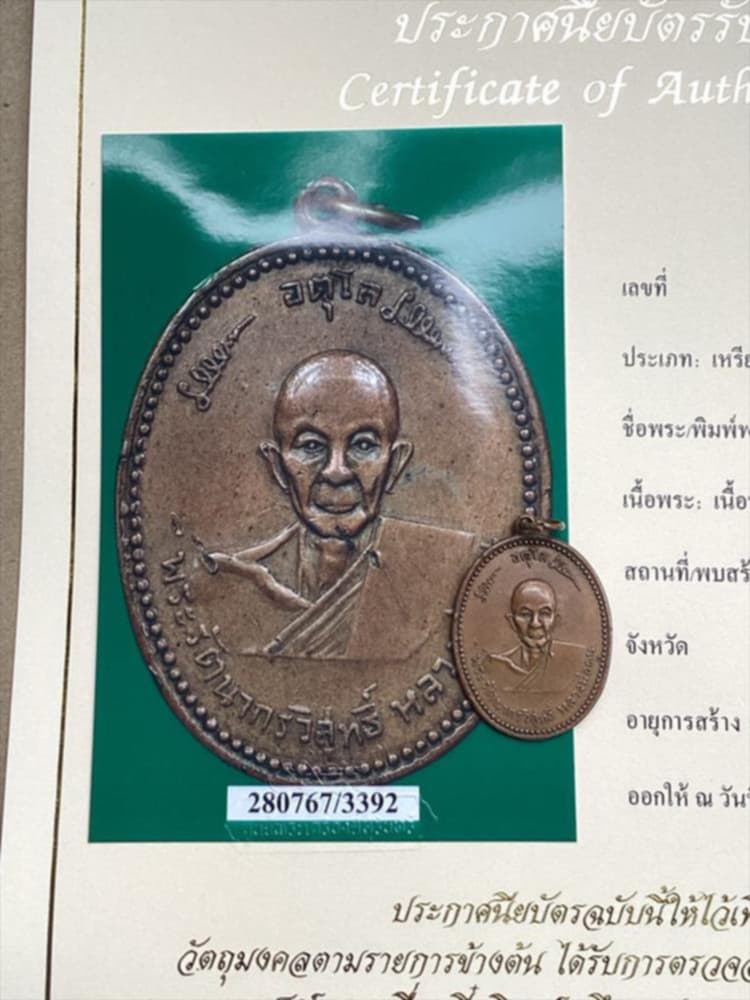 ประกาศนียบัตรรับ
Certificate of Auth
อตุโล
พระรัตนากรวิสุทธิ์ หลว
280767/3392
เลขที่
ประเภท: เหรีย
ชื่อพระ/พิมพ์พ
เนื้อพระ: เนื้อ
สถานที่/พบสร้
จังหวัด
อายุการสร้าง
ออกให้ ณ วันที่
ประกาศนียบัตรฉบับนี้ให้ไว้เพื่
วัตถุมงคลตามรายการข้างต้น ได้รับการตรวจส